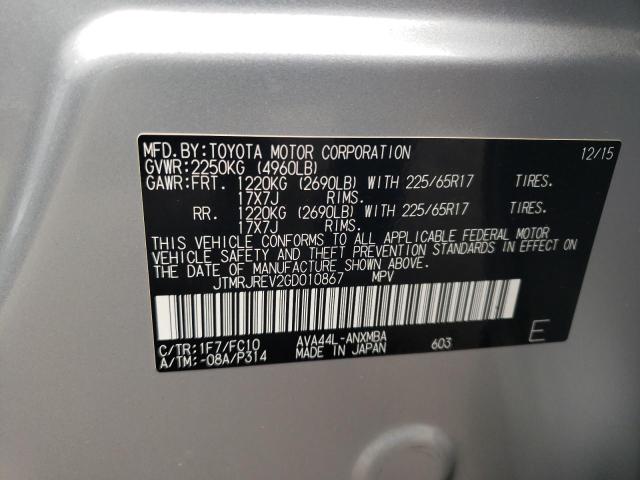 MFD.BY:TOYOTA MOTOR CORPORATION 12/15
GVWR:2250KG (4960LB)
GAWR:FRT. 1220KG (2690LB) WITH 225/65R17 TIRES.
17X7J RIMS.
RR. 1220KG (2690LB) WITH 225/65R17 TIRES.
17X7J RIMS.
THIS VEHICLE CONFORMS TO ALL APPLICABLE FEDERAL MOTOR
VEHICLE SAFETY AND THEFT PREVENTION STANDARDS IN EFFECT ON
THE DATE OF MANUFACTURE SHOWN ABOVE.
JTMRJREV2GD010867 MPV
C/TR:1F7/FC10 AVA44L-ANXMBA
A/TM:-08A/P314 MADE IN JAPAN 603 E